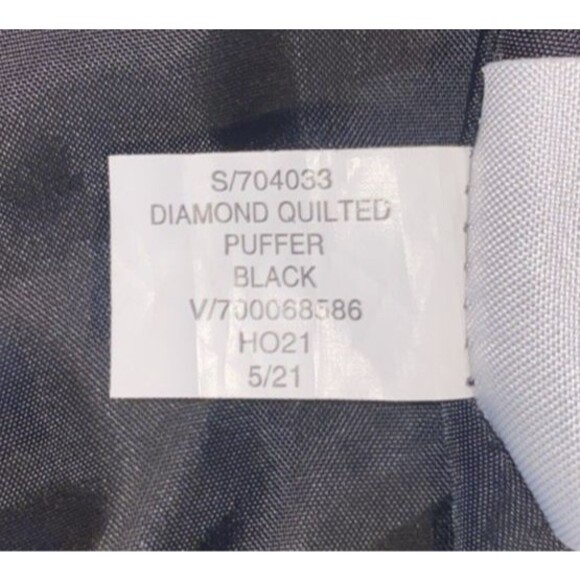 S/704033
DIAMOND QUILTED
PUFFER
BLACK
V/700068586
HO21
5/21